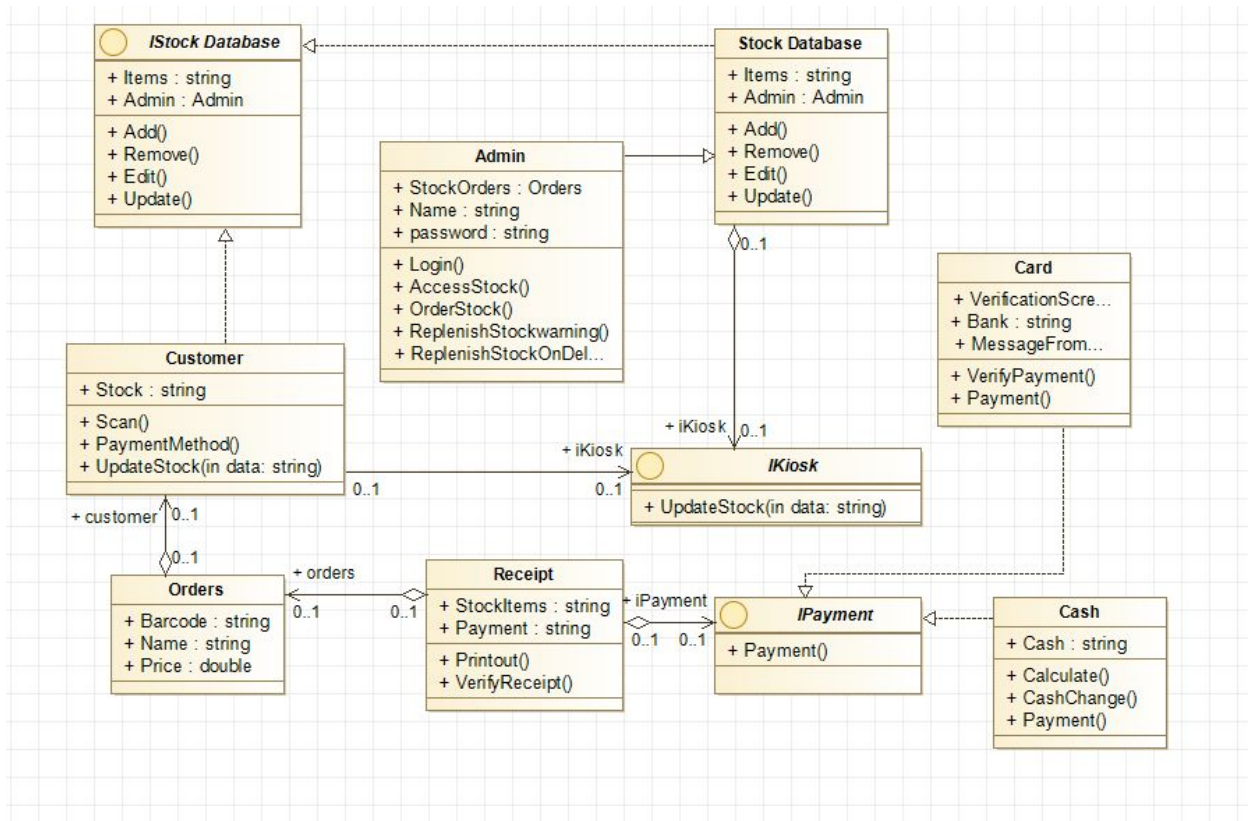 IStock Database
+ Items : string
+ Admin : Admin
+ Add()
+ Remove()
+ Edit()
+ Update()
Stock Database
+ Items : string
+ Admin : Admin
+ Add()
+ Remove()
+ Edit()
+ Update()
0..1
Admin
+ StockOrders : Orders
+ Name : string
+ password : string
+ Login()
+ AccessStock()
+ OrderStock()
+ ReplenishStockwarning()
+ ReplenishStockOnDel...
Card
+ VerificationScre...
+ Bank : string
+ MessageFrom...
+ VerifyPayment()
+ Payment()
Customer
+ Stock : string
+ Scan()
+ PaymentMethod()
+ UpdateStock(in data: string)
+ iKiosk
0..1
0..1
+ iKiosk
0..1
IKiosk
+ UpdateStock(in data: string)
+ customer
0..1
0..1
Orders
+ Barcode : string
+ Name : string
+ Price : double
+ orders
0..1
0..1
Receipt
+ StockItems : string
+ Payment : string
+ Printout()
+ VerifyReceipt()
+ iPayment
0..1
0..1
IPayment
+ Payment()
Cash
+ Cash : string
+ Calculate()
+ CashChange()
+ Payment()